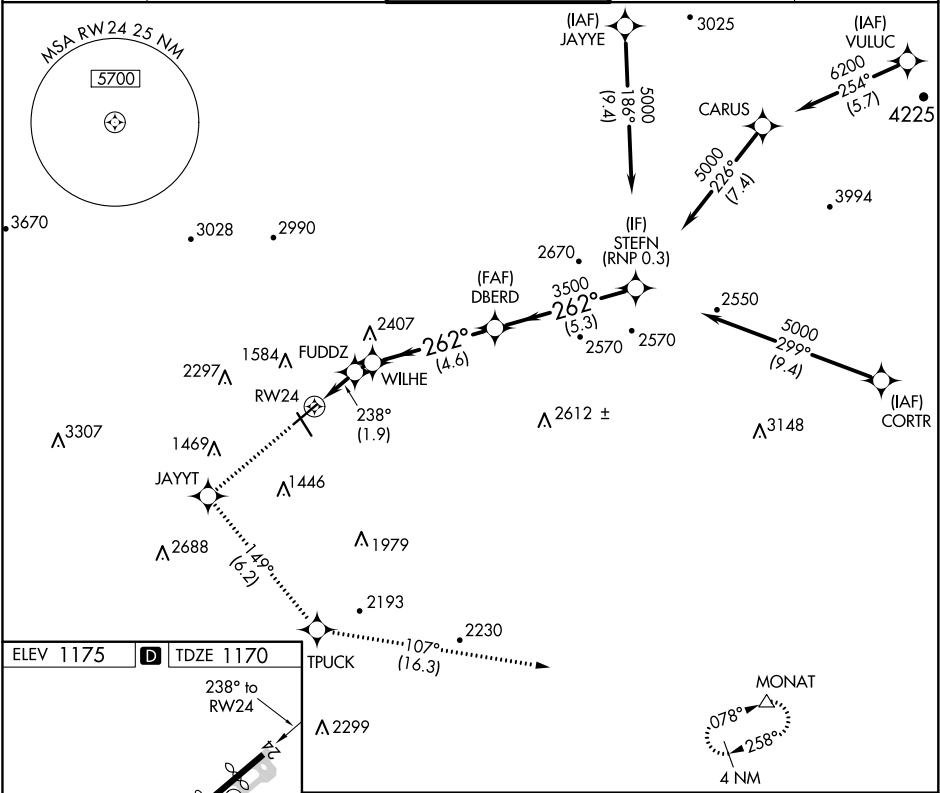 MSA RW 24 25 NM
5700
(IAF)
JAYYE
3025
(IAF)
VULUC
6200
254°
(5.7)
4225
5000
186°
(9.4)
CARUS
5000
226°
(7.4)
3994
3670
3028
2990
(IF)
STEFN
(RNP 0.3)
2670
(FAF)
DBERD
3500
262°
(5.3)
2550
5000
299°
(9.4)
2570
2570
2407
262°
(4.6)
FUDDZ
1584
WILHE
2297
RW24
238°
(1.9)
(IAF)
CORTR
2612 ±
3148
3307
1469
JAYYT
1446
2688
149°
(6.2)
1979
2193
2230
TPUCK
107°
(16.3)
ELEV 1175
D
TDZE 1170
238° to
RW24
24
2299
MONAT
078°
258°
4 NM